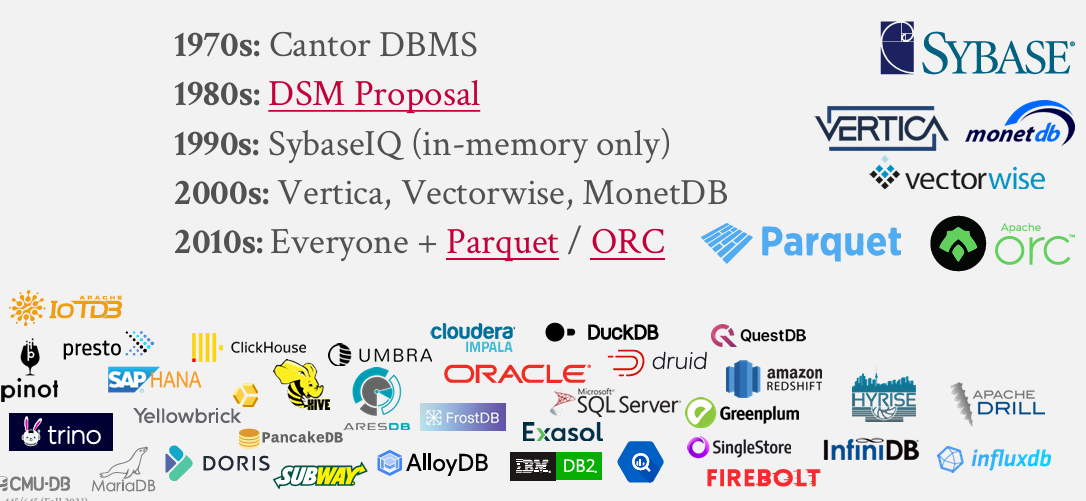 1970s: Cantor DBMS
1980s: DSM Proposal
1990s: SybaseIQ (in-memory only)
2000s: Vertica, Vectorwise, MonetDB
2010s: Everyone + Parquet / ORC
SYBASE®
VERTICA
monetdb
vectorwise
Parquet
Apache
orc™
APACHE
IoTDB
cloudera
IMPALA
DuckDB
QuestDB
presto
ClickHouse
UMBRA
druid
pinot
SAP HANA
HIVE
ORACLE®
amazon
REDSHIFT
HYRISE
APACHE
DRILL
Yellowbrick
ARESDB
FrostDB
Microsoft®
SQL Server®
Greenplum
trino
PancakeDB
Exasol
SingleStore
InfiniDB
CMU·DB
MariaDB
DORIS
SUBWAY
AlloyDB
IBM DB2
FIREBOLT
influxdb